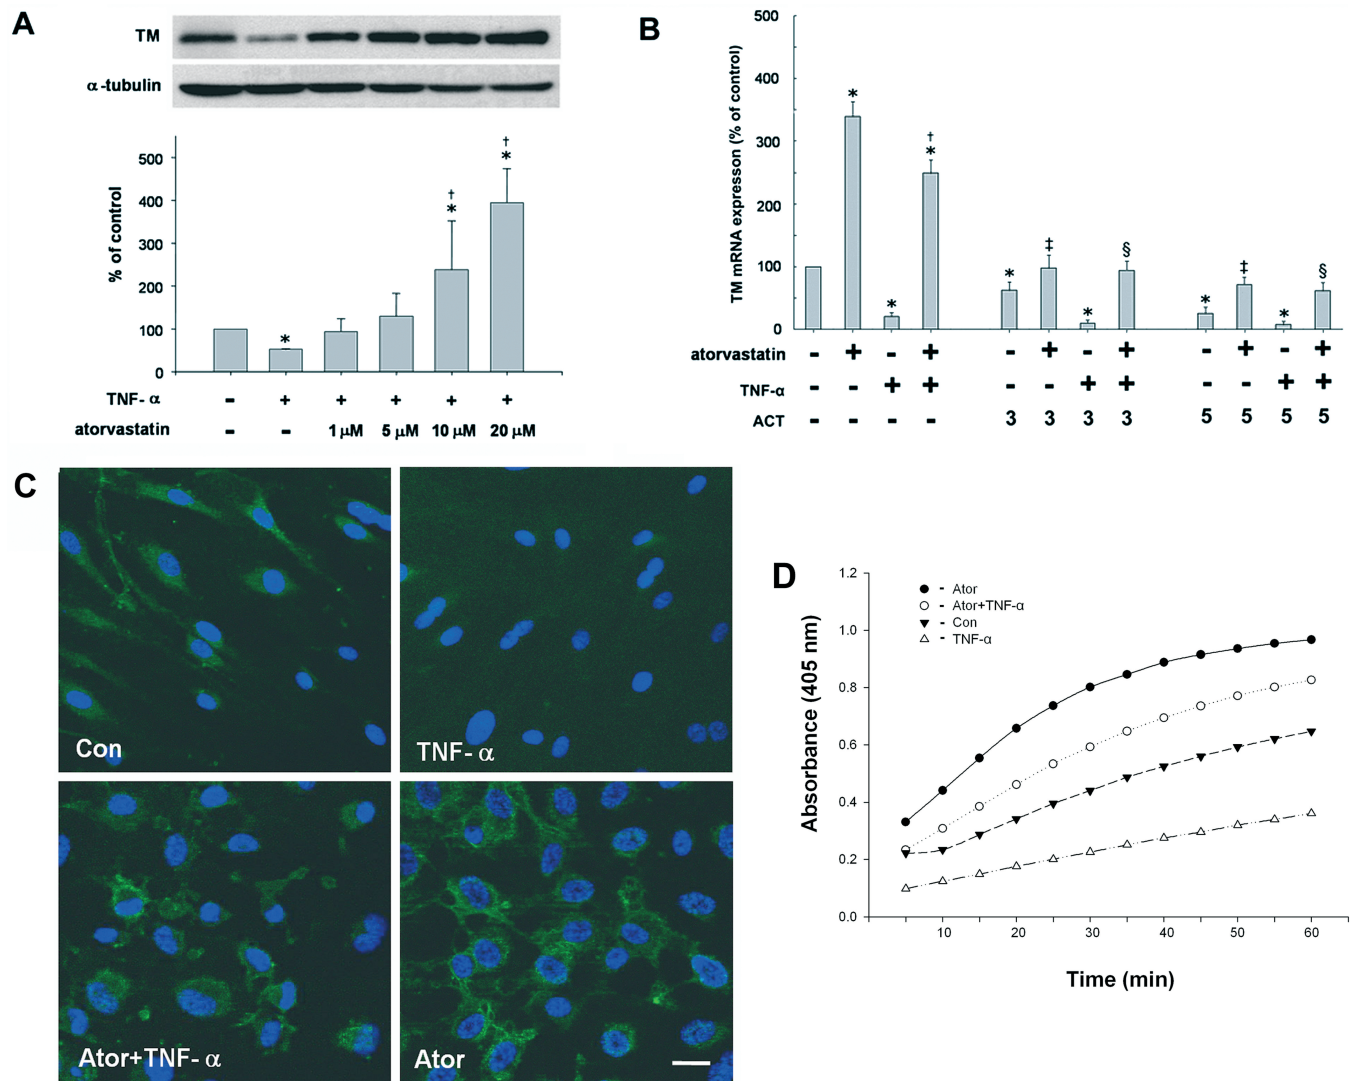 A
TM
α-tubulin
500
400
300
200
100
0
% of control
*
*
†
*
†
TNF- α - + + + + +
atorvastatin - - 1 μM 5 μM 10 μM 20 μM
B
500
400
300
200
100
0
TM mRNA expresson (% of control)
*
*
†
*
*
‡
*
§
*
‡
*
§
atorvastatin - + - + - + - + - + - +
TNF-α - - + + - - + + - - + +
ACT - - - - 3 3 3 3 5 5 5 5
C
Con
TNF- α
Ator+TNF- α
Ator
D
1.2
1.0
0.8
0.6
0.4
0.2
0.0
Absorbance (405 nm)
- Ator
- Ator+TNF-α
- Con
- TNF-α
10 20 30 40 50 60
Time (min)